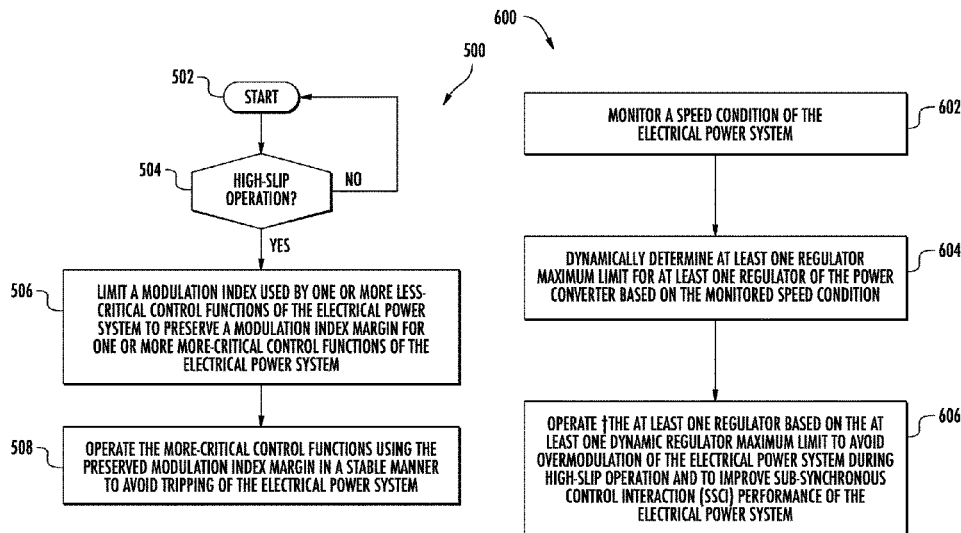 600
500
502
START
504
HIGH-SLIP
OPERATION?
NO
YES
506
LIMIT A MODULATION INDEX USED BY ONE OR MORE LESS-
CRITICAL CONTROL FUNCTIONS OF THE ELECTRICAL POWER
SYSTEM TO PRESERVE A MODULATION INDEX MARGIN FOR
ONE OR MORE MORE-CRITICAL CONTROL FUNCTIONS OF THE
ELECTRICAL POWER SYSTEM
508
OPERATE THE MORE-CRITICAL CONTROL FUNCTIONS USING THE
PRESERVED MODULATION INDEX MARGIN IN A STABLE MANNER
TO AVOID TRIPPING OF THE ELECTRICAL POWER SYSTEM
602
MONITOR A SPEED CONDITION OF THE
ELECTRICAL POWER SYSTEM
604
DYNAMICALLY DETERMINE AT LEAST ONE REGULATOR
MAXIMUM LIMIT FOR AT LEAST ONE REGULATOR OF THE POWER
CONVERTER BASED ON THE MONITORED SPEED CONDITION
606
OPERATE THE AT LEAST ONE REGULATOR BASED ON THE AT
LEAST ONE DYNAMIC REGULATOR MAXIMUM LIMIT TO AVOID
OVERMODULATION OF THE ELECTRICAL POWER SYSTEM DURING
HIGH-SLIP OPERATION AND TO IMPROVE SUB-SYNCHRONOUS
CONTROL INTERACTION (SSCI) PERFORMANCE OF THE
ELECTRICAL POWER SYSTEM